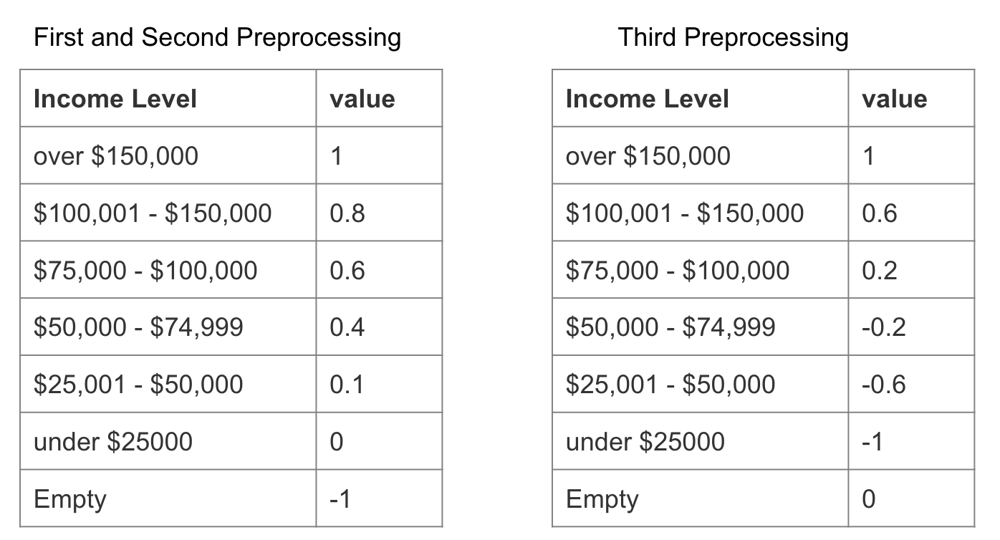 First and Second Preprocessing
Income Level value
over $150,000 1
$100,001 - $150,000 0.8
$75,000 - $100,000 0.6
$50,000 - $74,999 0.4
$25,001 - $50,000 0.1
under $25000 0
Empty -1
Third Preprocessing
Income Level value
over $150,000 1
$100,001 - $150,000 0.6
$75,000 - $100,000 0.2
$50,000 - $74,999 -0.2
$25,001 - $50,000 -0.6
under $25000 -1
Empty 0